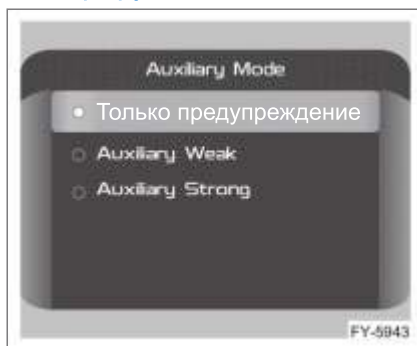 Auxiliary Mode
Только предупреждение
Auxiliary Weak
Auxiliary Strong
FY-5943